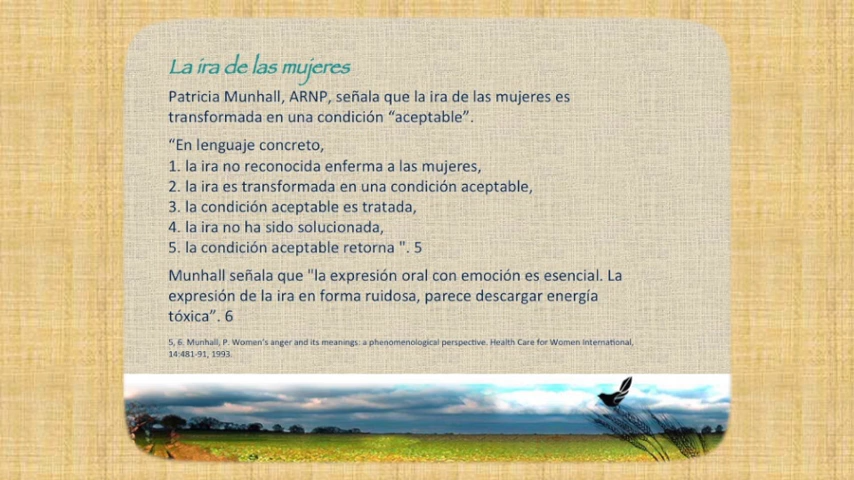 La ira de las mujeres
Patricia Munhall, ARNP, señala que la ira de las mujeres es
transformada en una condición “aceptable”.
“En lenguaje concreto,
1. la ira no reconocida enferma a las mujeres,
2. la ira es transformada en una condición aceptable,
3. la condición aceptable es tratada,
4. la ira no ha sido solucionada,
5. la condición aceptable retorna ". 5
Munhall señala que "la expresión oral con emoción es esencial. La
expresión de la ira en forma ruidosa, parece descargar energía
tóxica”. 6
5, 6. Munhall, P. Women's anger and its meanings: a phenomenological perspective. Health Care for Women International,
14:481-91, 1993.